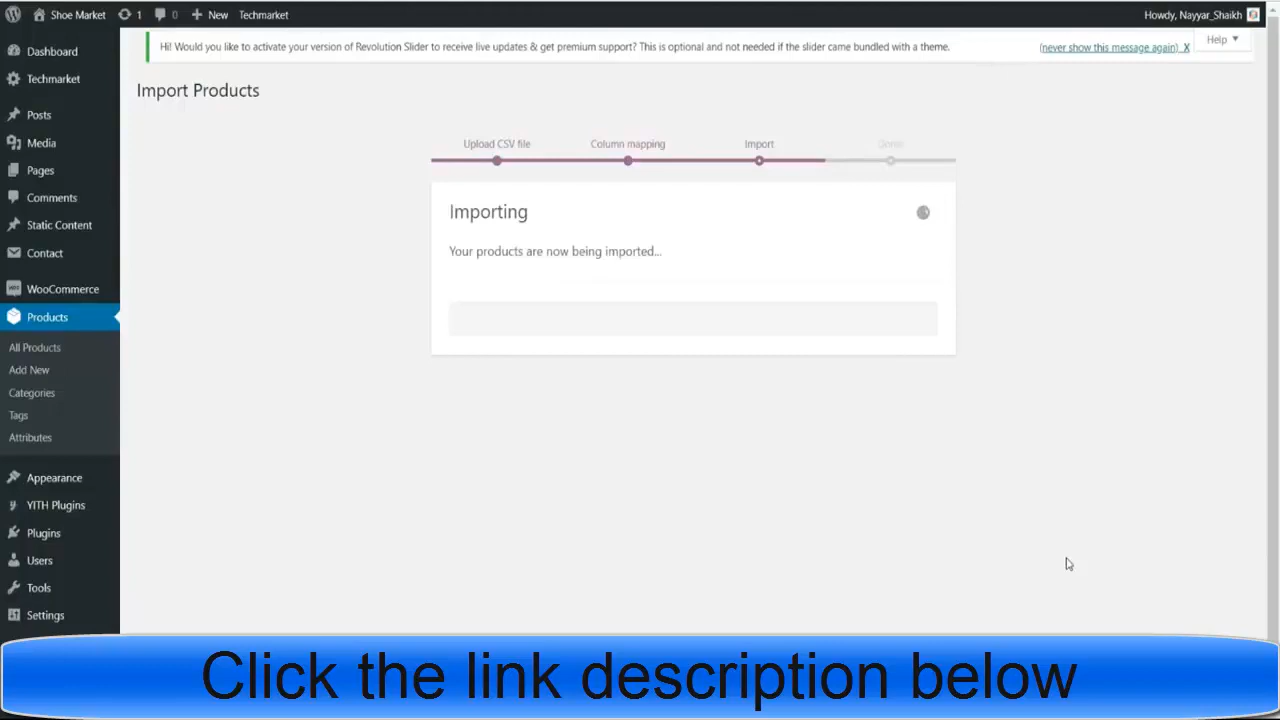 Shoe Market 1 0 New Techmarket Howdy, Nayyar_Shaikh
Hi! Would you like to activate your version of Revolution Slider to receive live updates & get premium support? This is optional and not needed if the slider came bundled with a theme. (never show this message again) X
Help
Dashboard
Techmarket
Posts
Media
Pages
Comments
Static Content
Contact
WooCommerce
Products
All Products
Add New
Categories
Tags
Attributes
Appearance
YITH Plugins
Plugins
Users
Tools
Settings
Import Products
Upload CSV file Column mapping Import Done!
Importing
Your products are now being imported...
Click the link description below